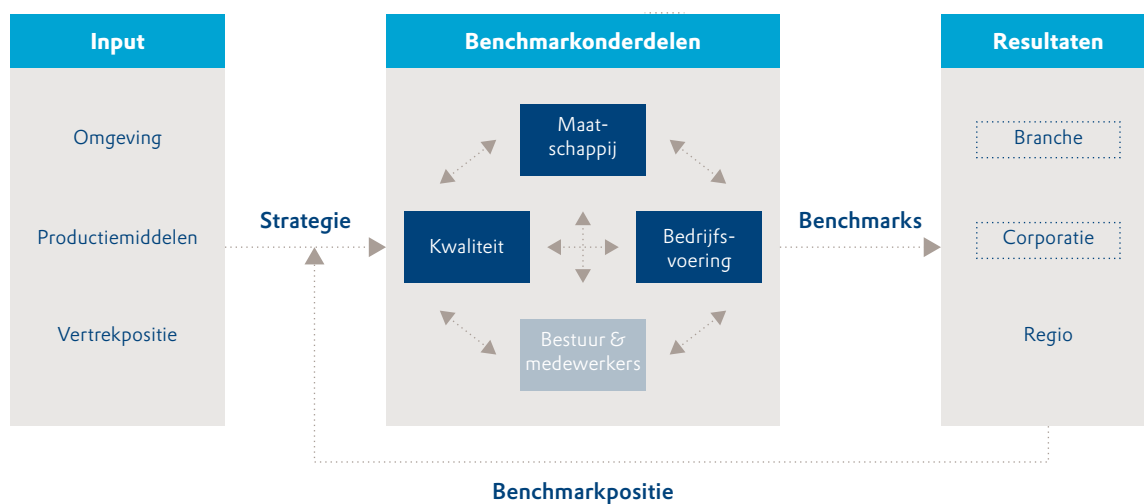 Input
Omgeving
Productiemiddelen
Vertrekpositie
Strategie
Benchmarkonderdelen
Maat-
schappij
Kwaliteit
Bedrijfs-
voering
Bestuur &
medewerkers
Benchmarks
Resultaten
Branche
Corporatie
Regio
Benchmarkpositie